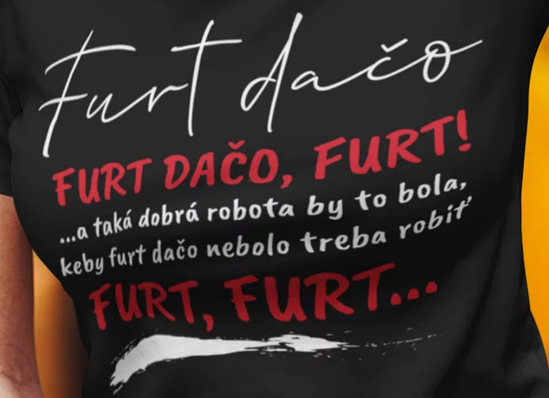 Furt dačo
FURT DAČO, FURT!
...a taká dobrá robota by to bola,
keby furt dačo nebolo treba robiť
FURT, FURT...